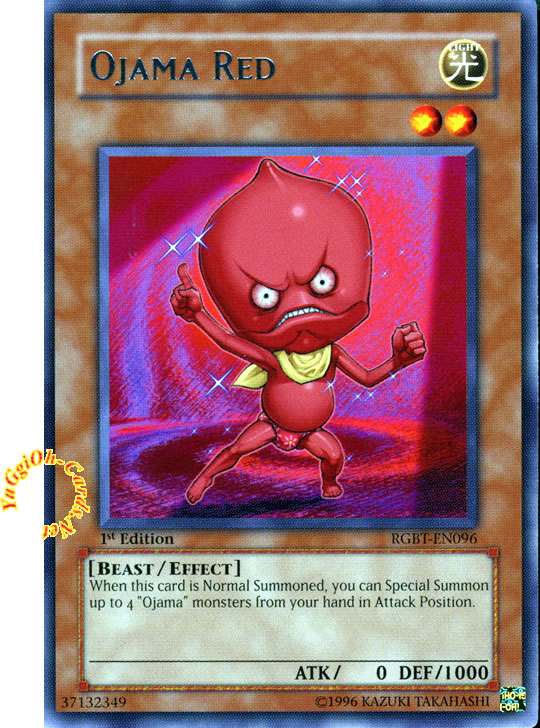 Ojama Red
LIGHT
光
1st Edition
RGBT-EN096
[Beast/Effect]
When this card is Normal Summoned, you can Special Summon
up to 4 "Ojama" monsters from your hand in Attack Position.
ATK/ 0 DEF/1000
37132349
©1996 KAZUKI TAKAHASHI
YuGgiOh-Cards.Net